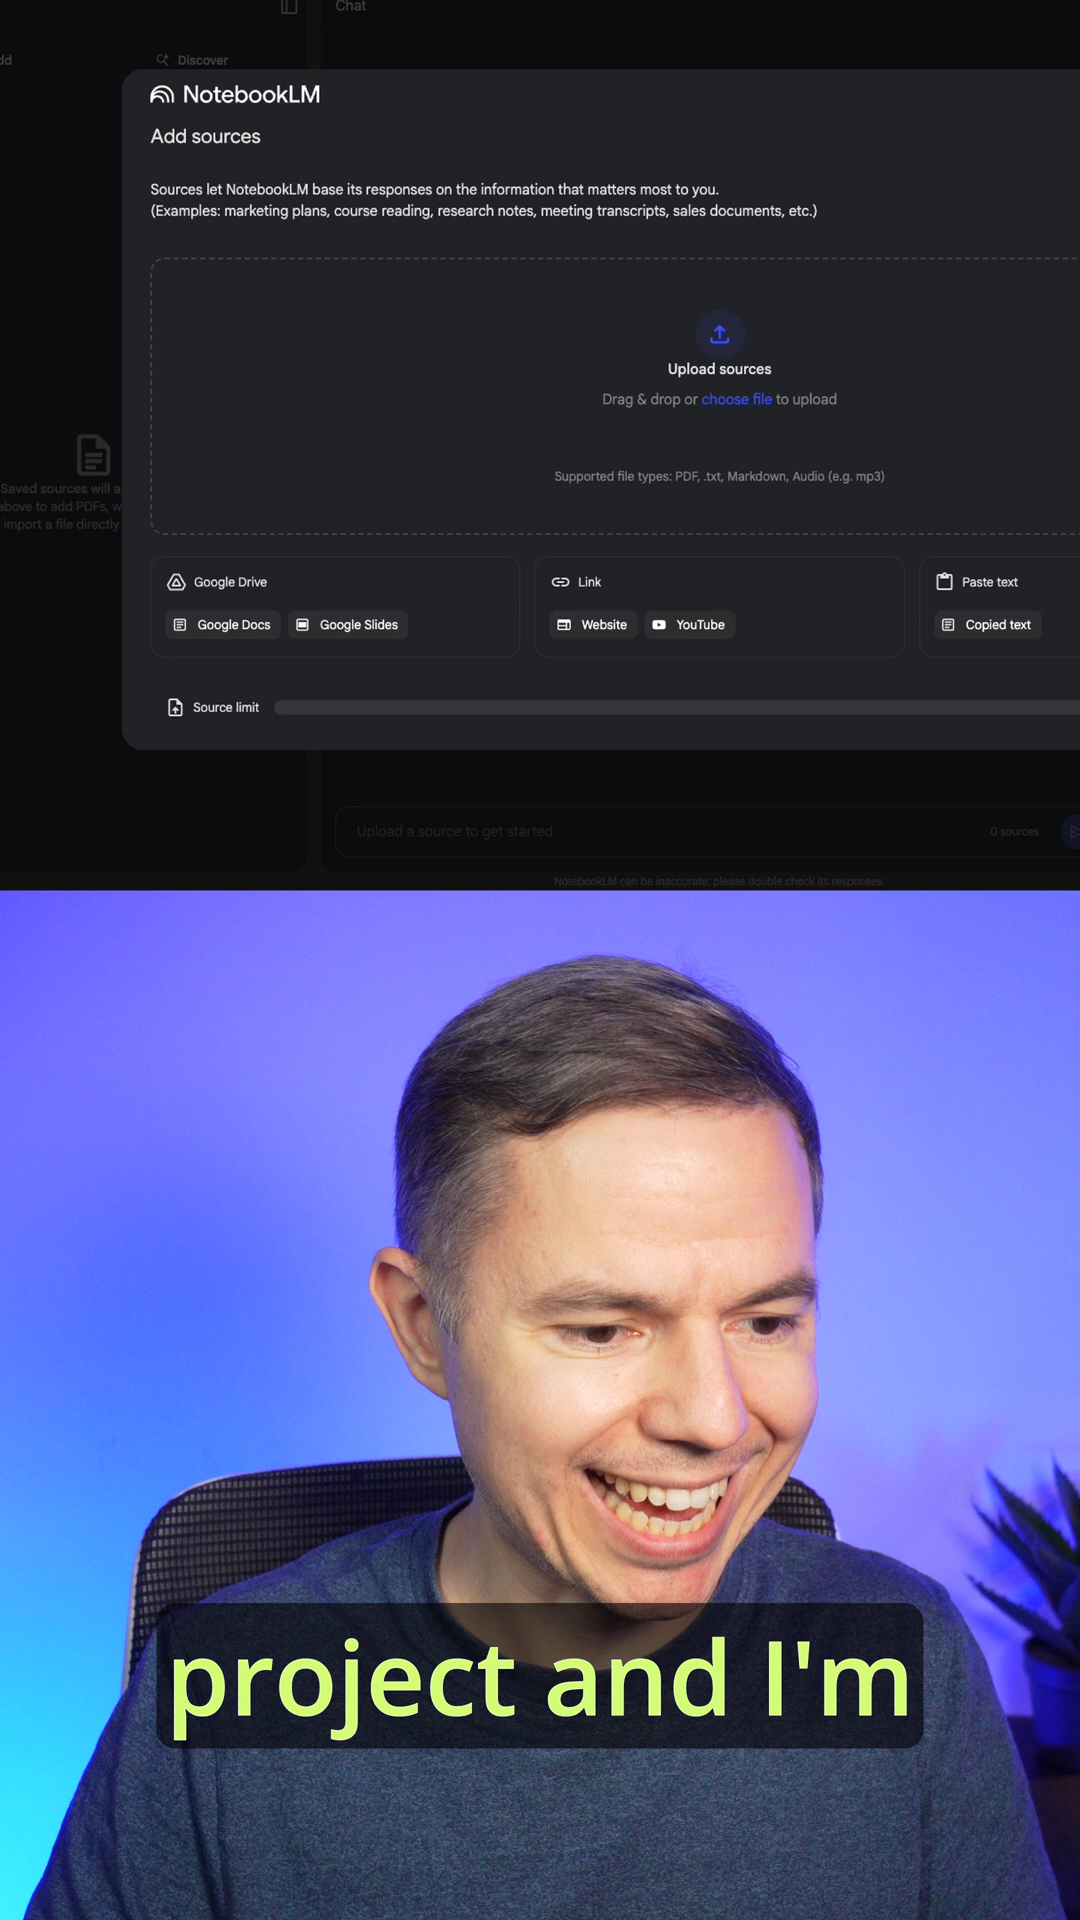 Chat
dd
Discover
NotebookLM
Add sources
Sources let NotebookLM base its responses on the information that matters most to you.
(Examples: marketing plans, course reading, research notes, meeting transcripts, sales documents, etc.)
Upload sources
Drag & drop or choose file to upload
Supported file types: PDF, .txt, Markdown, Audio (e.g. mp3)
Saved sources will a
above to add PDFs, w
import a file directly
Google Drive
Google Docs
Google Slides
Link
Website
YouTube
Paste text
Copied text
Source limit
Upload a source to get started
0 sources
NotebookLM can be inaccurate; please double check its responses.
project and I'm